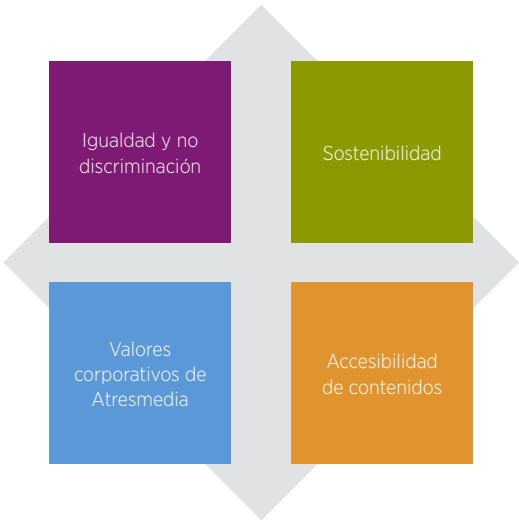 Igualdad y no
discriminación
Sostenibilidad
Valores
corporativos de
Atresmedia
Accesibilidad
de contenidos